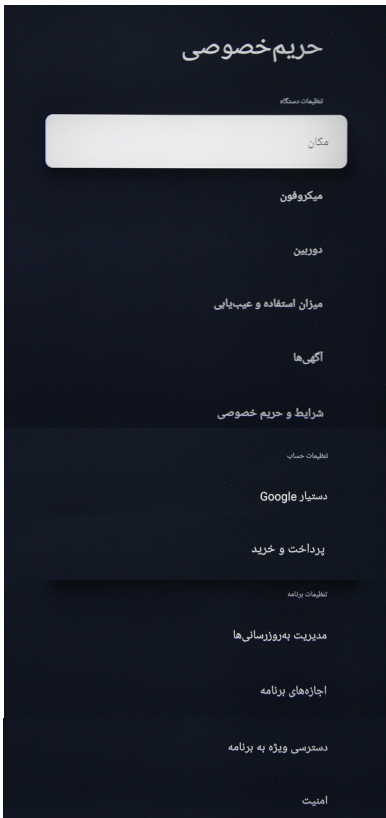 حریم‌خصوصی
تنظیمات دستگاه
مکان
میکروفون
دوربین
میزان استفاده و عیب‌یابی
آگهی‌ها
شرایط و حریم خصوصی
تنظیمات حساب
دستیار Google
پرداخت و خرید
تنظیمات برنامه
مدیریت به‌روزرسانی‌ها
اجازه‌های برنامه
دسترسی ویژه به برنامه
امنیت